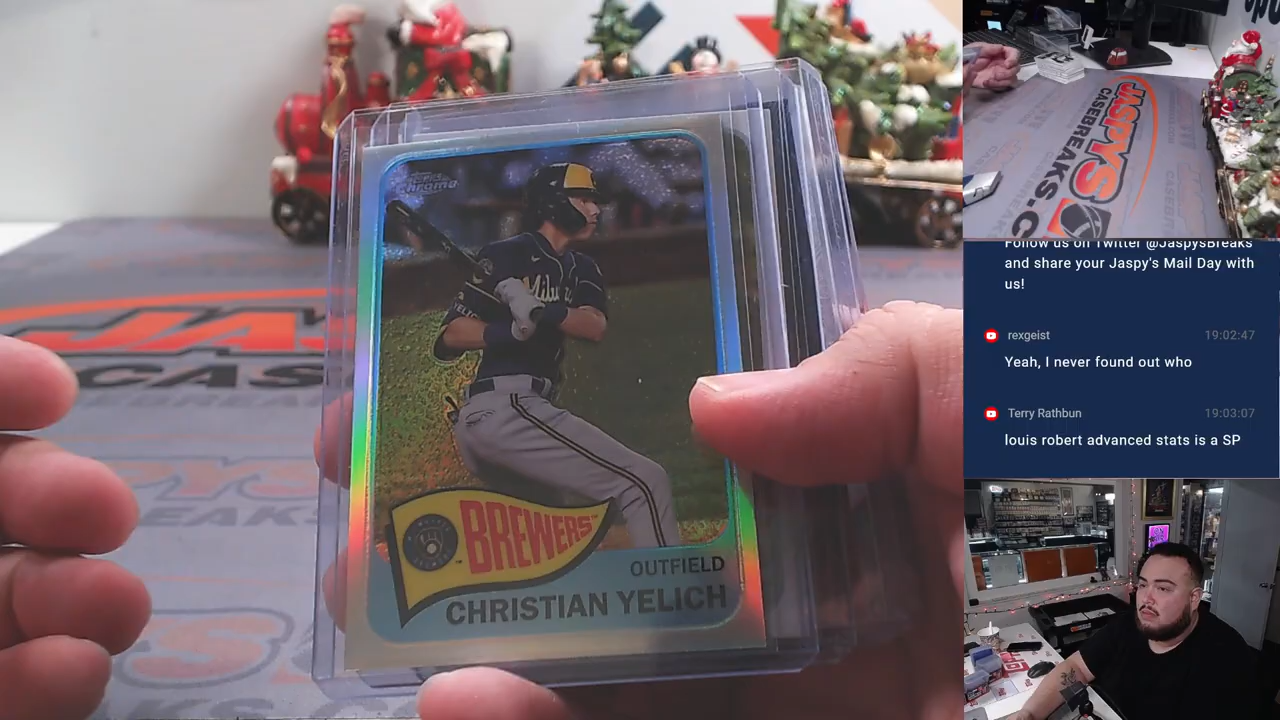 Topps
Chrome
Milw
BREWERS™
OUTFIELD
CHRISTIAN YELICH
JASPYS
CASEBREAKS.C
Follow us on Twitter @JaspysBreaks
and share your Jaspy's Mail Day with
us!
rexgeist 19:02:47
Yeah, I never found out who
Terry Rathbun 19:03:07
louis robert advanced stats is a SP